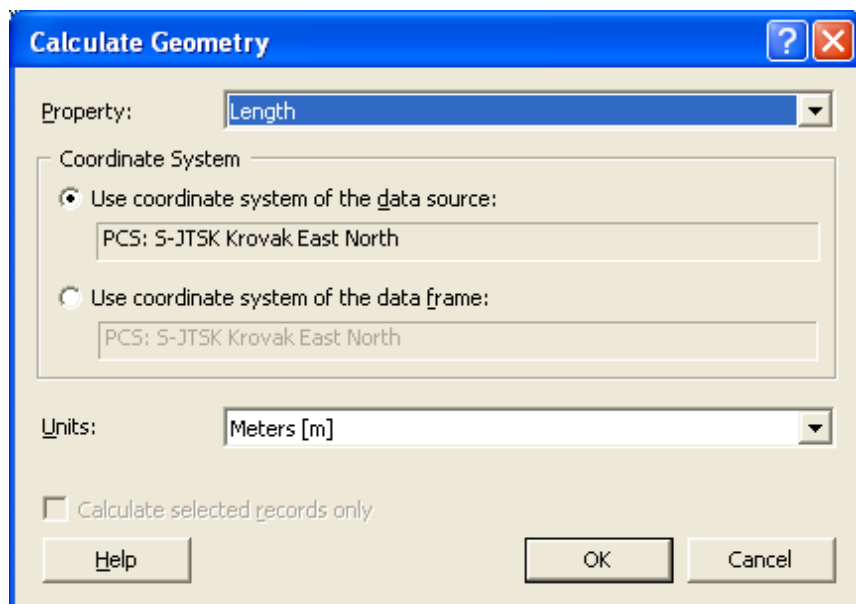 Calculate Geometry
Property: Length
Coordinate System
Use coordinate system of the data source:
PCS: S-JTSK Krovak East North
Use coordinate system of the data frame:
PCS: S-JTSK Krovak East North
Units: Meters [m]
Calculate selected records only
Help OK Cancel